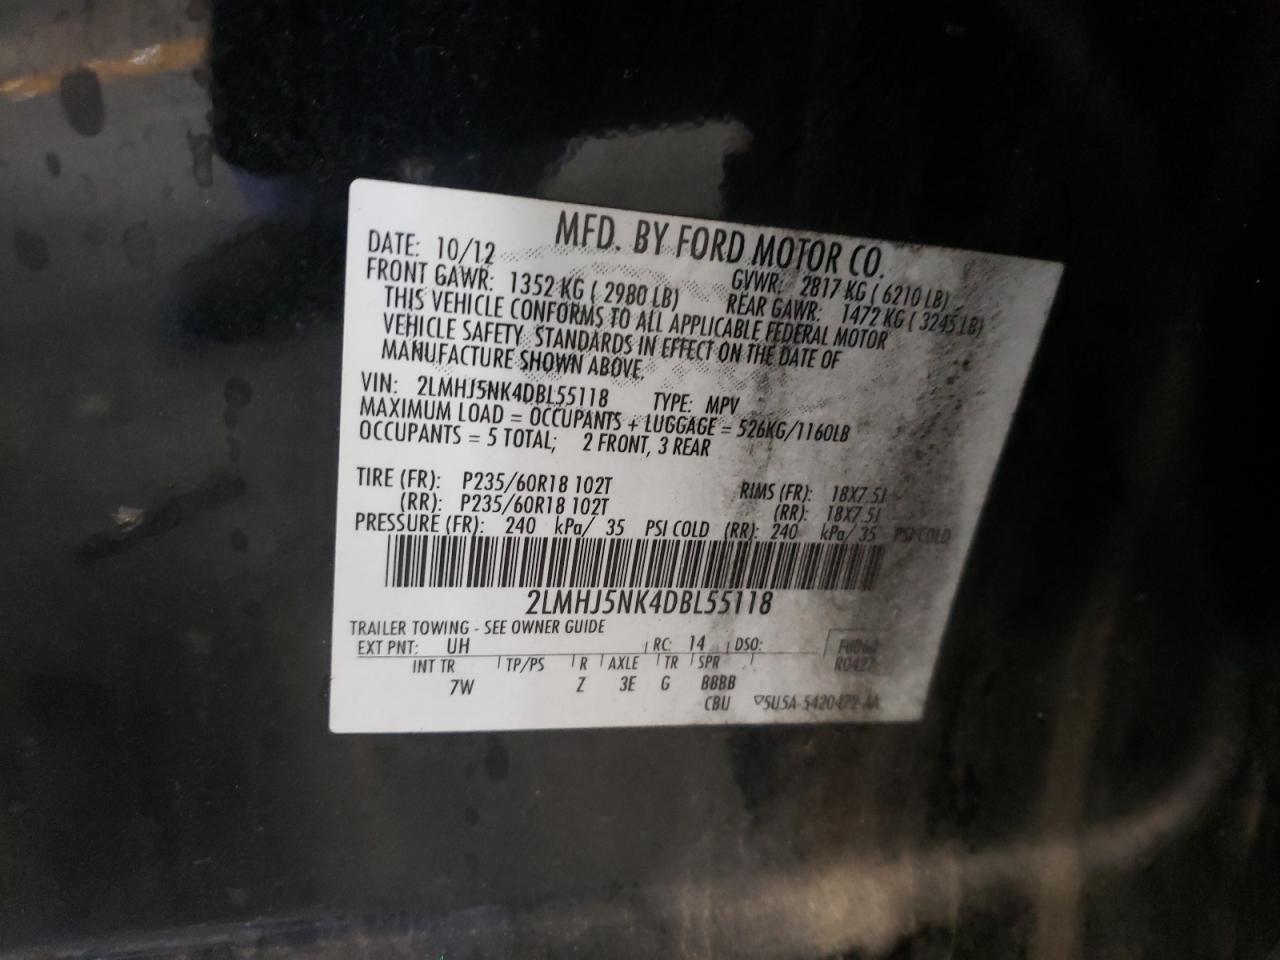 MFD. BY FORD MOTOR CO.
DATE: 10/12 GVWR: 2817 KG ( 6210 LB)
FRONT GAWR: 1352 KG ( 2980 LB) REAR GAWR: 1472 KG ( 3245 LB)
THIS VEHICLE CONFORMS TO ALL APPLICABLE FEDERAL MOTOR
VEHICLE SAFETY STANDARDS IN EFFECT ON THE DATE OF
MANUFACTURE SHOWN ABOVE.
VIN: 2LMHJ5NK4DBL55118 TYPE: MPV
MAXIMUM LOAD = OCCUPANTS + LUGGAGE = 526KG/1160LB
OCCUPANTS = 5 TOTAL; 2 FRONT, 3 REAR
TIRE (FR): P235/60R18 102T RIMS (FR): 18X7.5J
(RR): P235/60R18 102T (RR): 18X7.5J
PRESSURE (FR): 240 kPa/ 35 PSI COLD (RR): 240 kPa/ 35 PSI COLD
2LMHJ5NK4DBL55118
TRAILER TOWING - SEE OWNER GUIDE
EXT PNT: UH RC: 14 DSO:
INT TR TP/PS R AXLE TR SPR R0427
7W Z 3E G BBBB
CBU 5U5A-5420472-AA